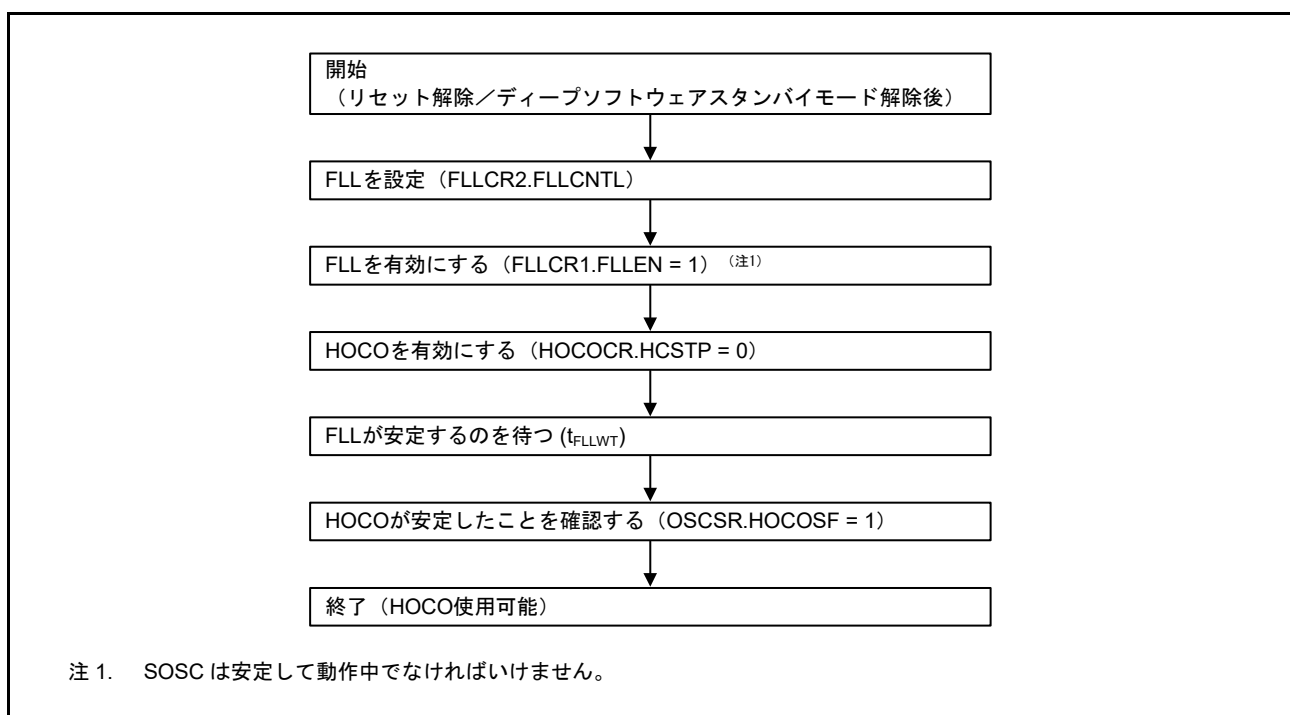 開始
（リセット解除／ディープソフトウェアスタンバイモード解除後）
FLLを設定（FLLCR2.FLLCNTL）
FLLを有効にする（FLLCR1.FLLEN = 1）（注1）
HOCOを有効にする（HOCOCR.HCSTP = 0）
FLLが安定するのを待つ (tFLLWT)
HOCOが安定したことを確認する（OSCSR.HOCOSF = 1）
終了（HOCO使用可能）
注 1. SOSC は安定して動作中でなければいけません。